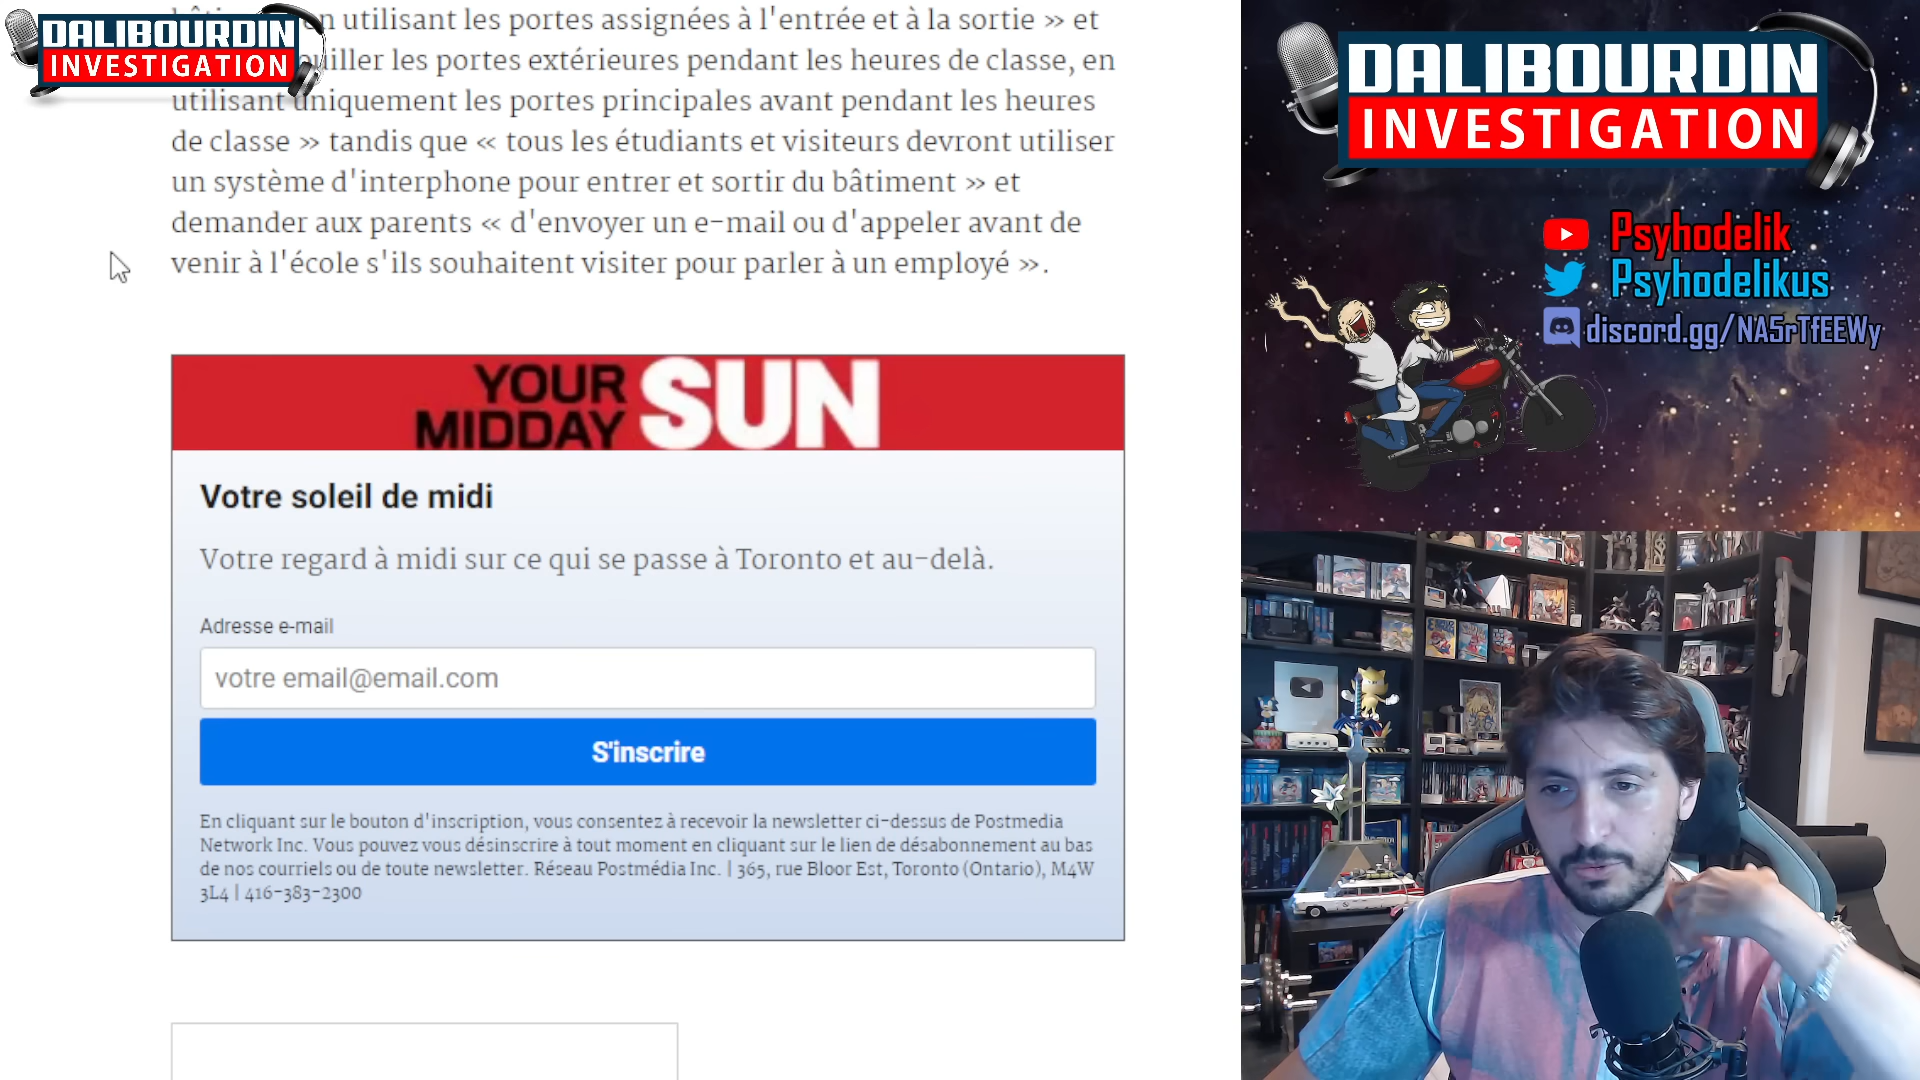 DALIBOURDIN
INVESTIGATION
en utilisant les portes assignées à l'entrée et à la sortie » et
les portes extérieures pendant les heures de classe, en
utilisant uniquement les portes principales avant pendant les heures
de classe » tandis que « tous les étudiants et visiteurs devront utiliser
un système d'interphone pour entrer et sortir du bâtiment » et
demander aux parents « d'envoyer un e-mail ou d'appeler avant de
venir à l'école s'ils souhaitent visiter pour parler à un employé ».
YOUR
MIDDAY
SUN
Votre soleil de midi
Votre regard à midi sur ce qui se passe à Toronto et au-delà.
Adresse e-mail
votre email@email.com
S'inscrire
En cliquant sur le bouton d'inscription, vous consentez à recevoir la newsletter ci-dessus de Postmedia
Network Inc. Vous pouvez vous désinscrire à tout moment en cliquant sur le lien de désabonnement au bas
de nos courriels ou de toute newsletter. Réseau Postmédia Inc. | 365, rue Bloor Est, Toronto (Ontario), M4W
3L4 | 416-383-2300
DALIBOURDIN
INVESTIGATION
Psyhodelik
Psyhodelikus
discord.gg/NA5rTfEEWy